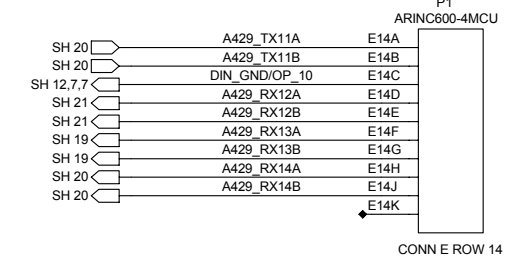 P1
ARINC600-4MCU
SH 20 A429_TX11A E14A
SH 20 A429_TX11B E14B
SH 12,7,7 DIN_GND/OP_10 E14C
SH 21 A429_RX12A E14D
SH 21 A429_RX12B E14E
SH 19 A429_RX13A E14F
SH 19 A429_RX13B E14G
SH 20 A429_RX14A E14H
SH 20 A429_RX14B E14J
E14K
CONN E ROW 14